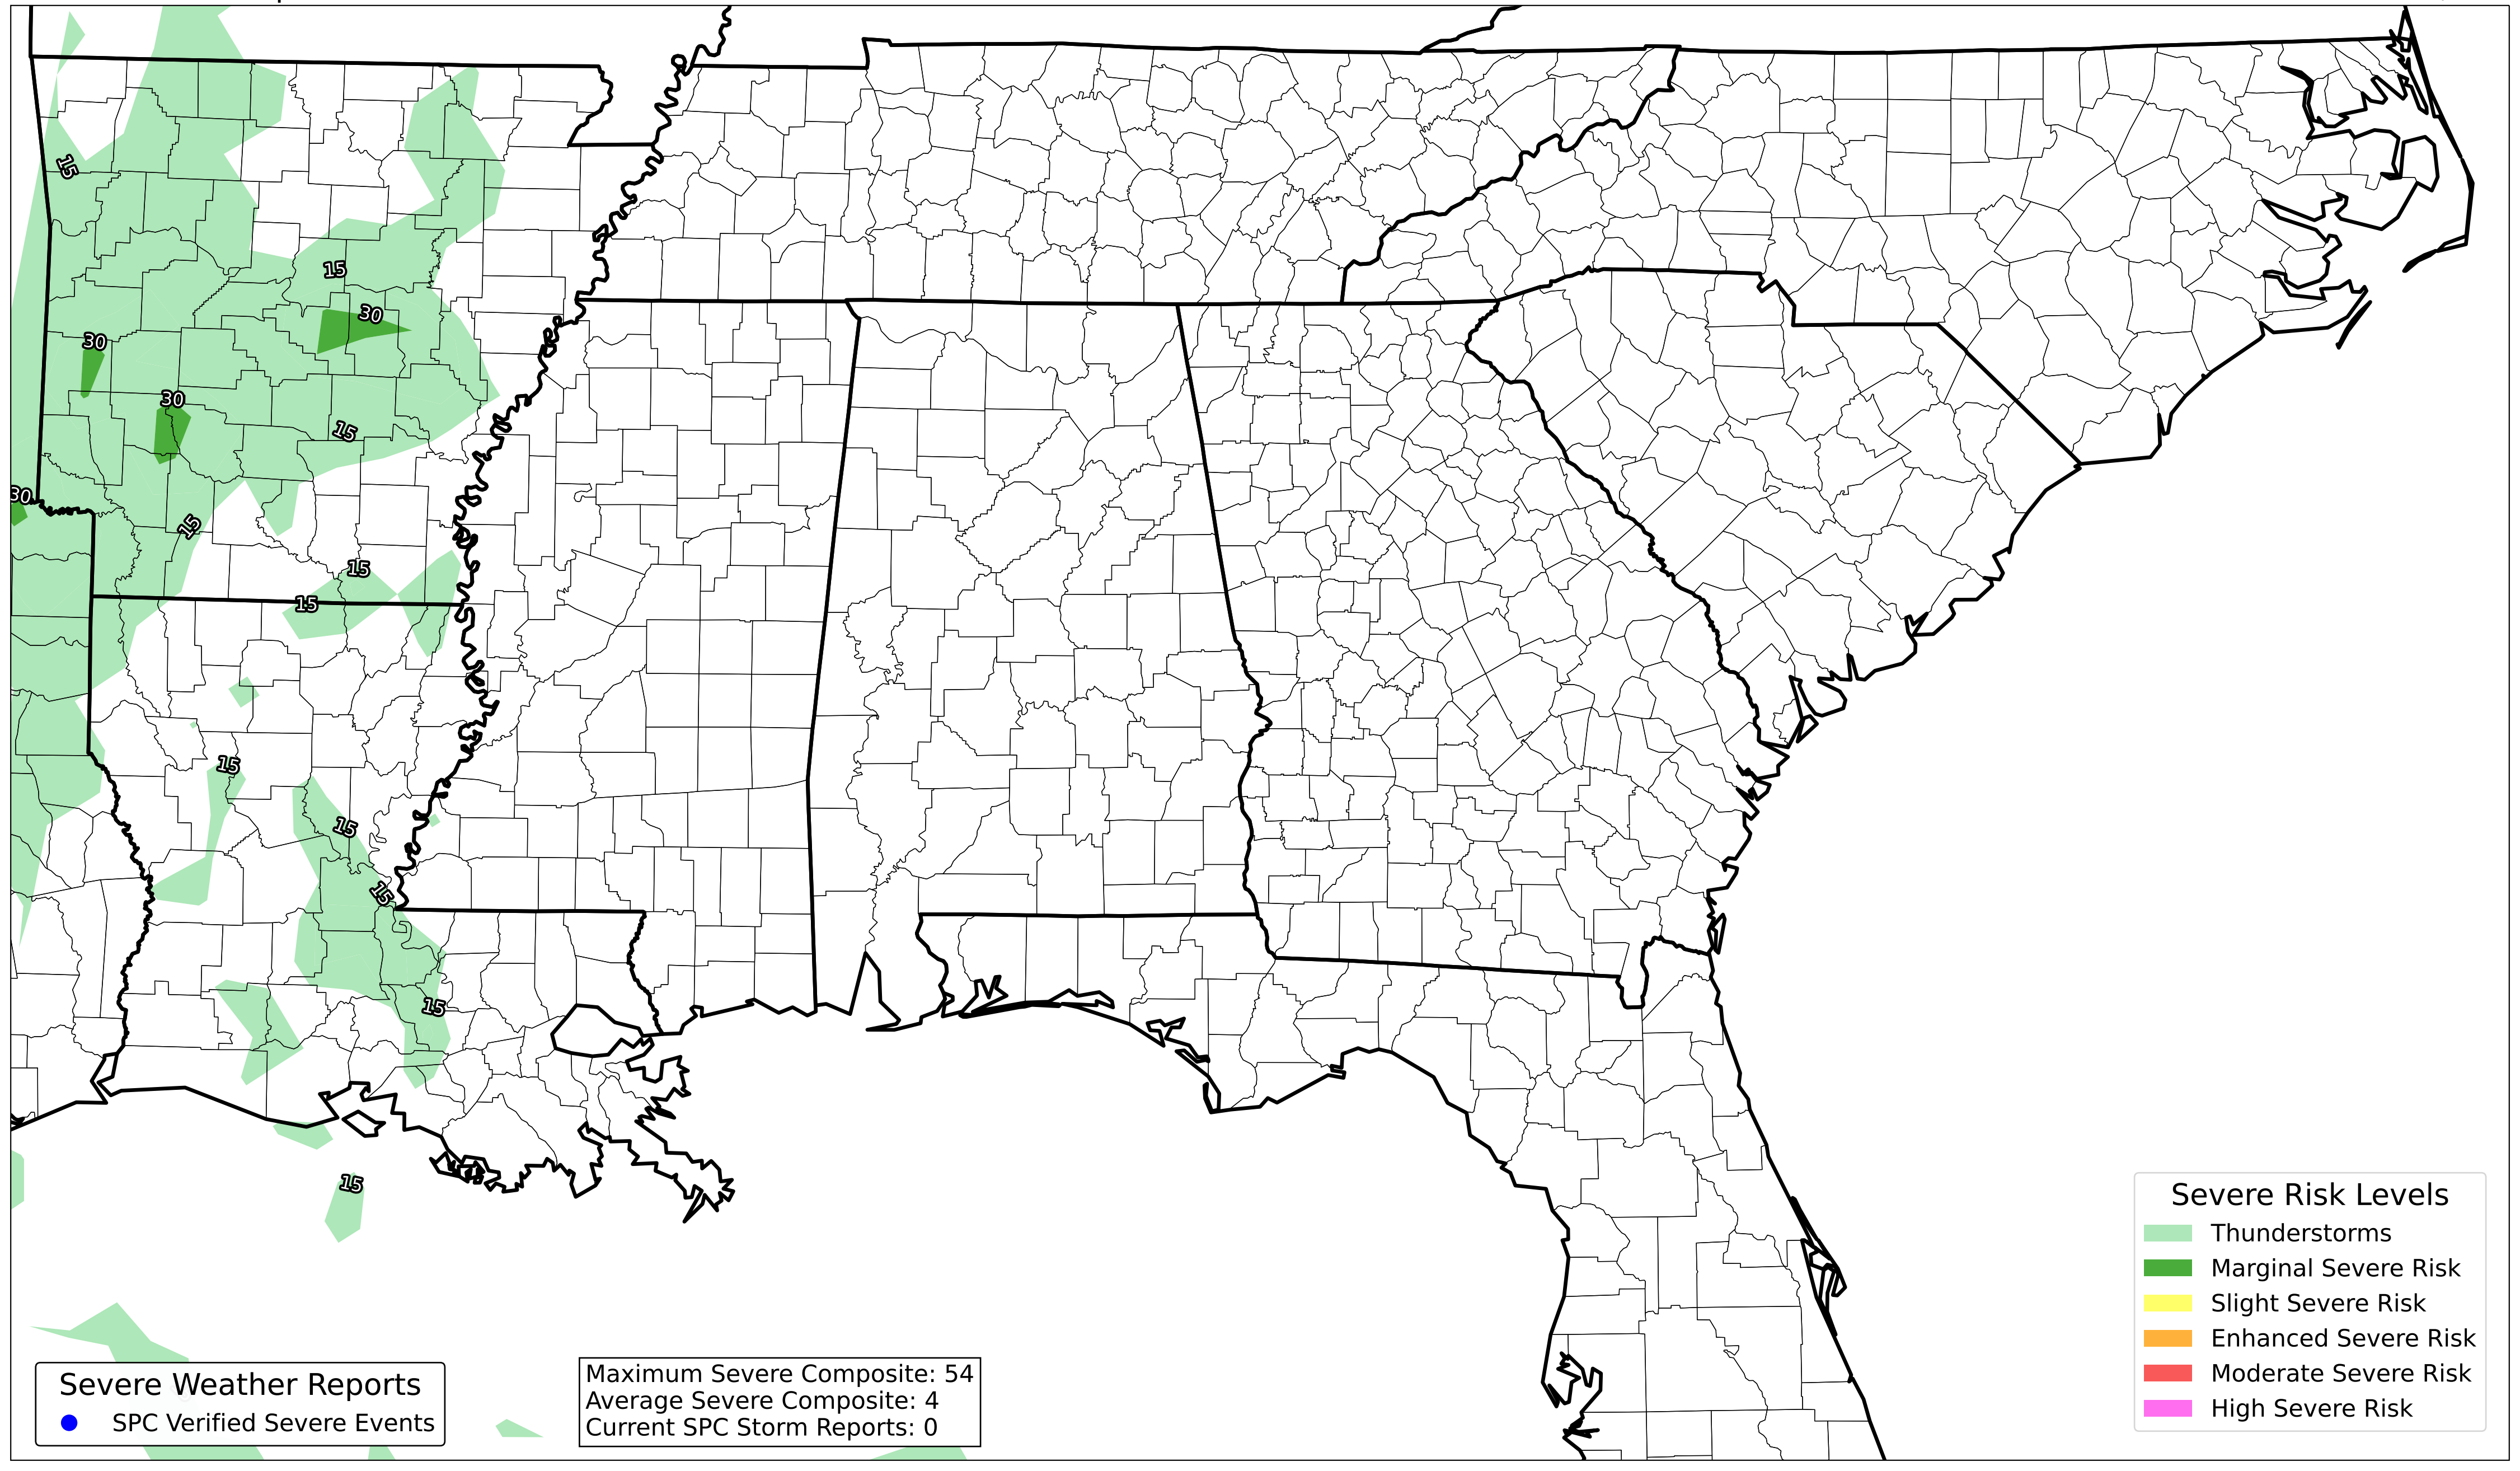 15
15
30
30
30
15
30
15
15
15
15
15
15
15
15
Severe Risk Levels
Thunderstorms
Marginal Severe Risk
Slight Severe Risk
Enhanced Severe Risk
Moderate Severe Risk
High Severe Risk
Severe Weather Reports
SPC Verified Severe Events
Maximum Severe Composite: 54
Average Severe Composite: 4
Current SPC Storm Reports: 0